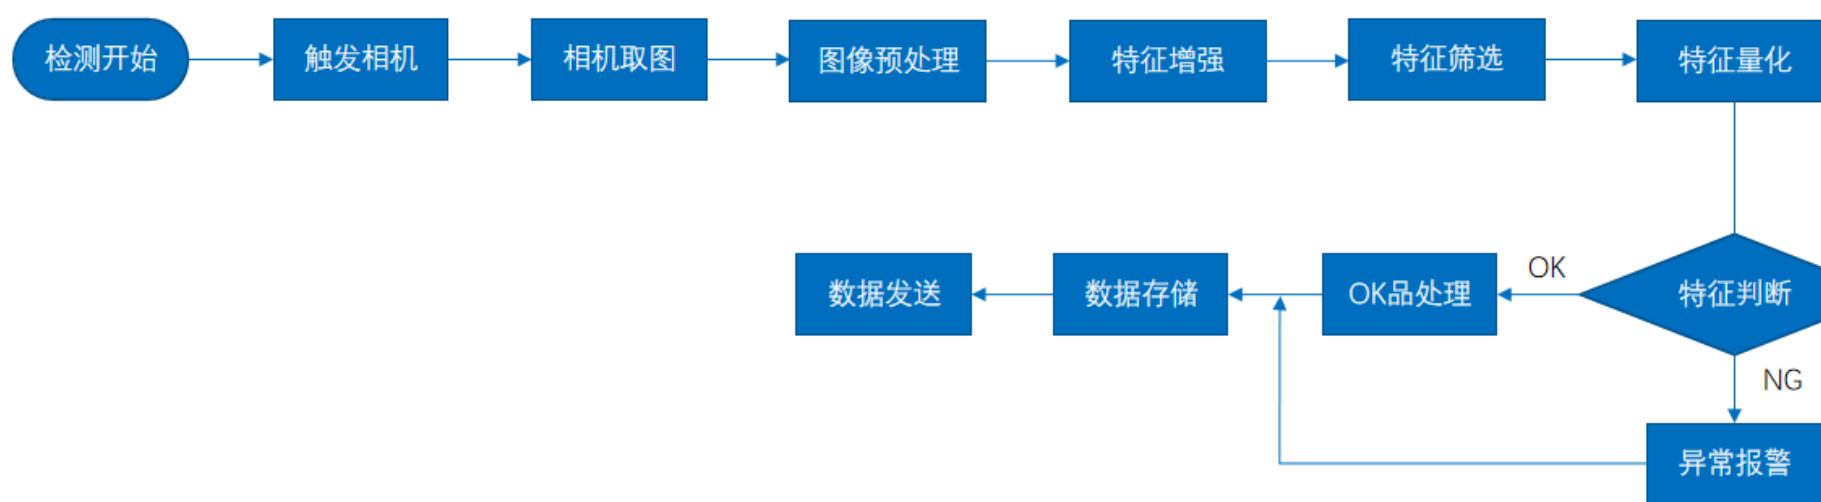 检测开始
触发相机
相机取图
图像预处理
特征增强
特征筛选
特征量化
数据发送
数据存储
OK品处理
OK
特征判断
NG
异常报警